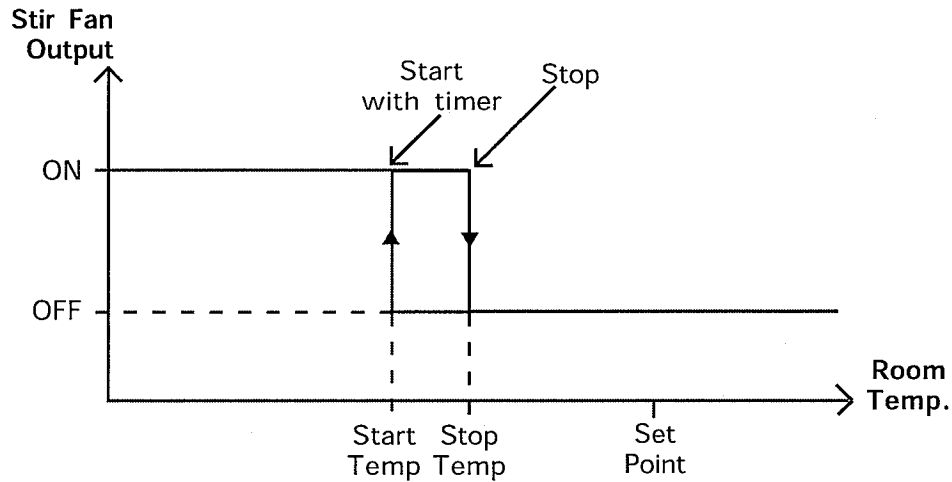 Stir Fan
Output
Start
with timer
Stop
ON
OFF
Room
Temp.
Start
Temp
Stop
Temp
Set
Point